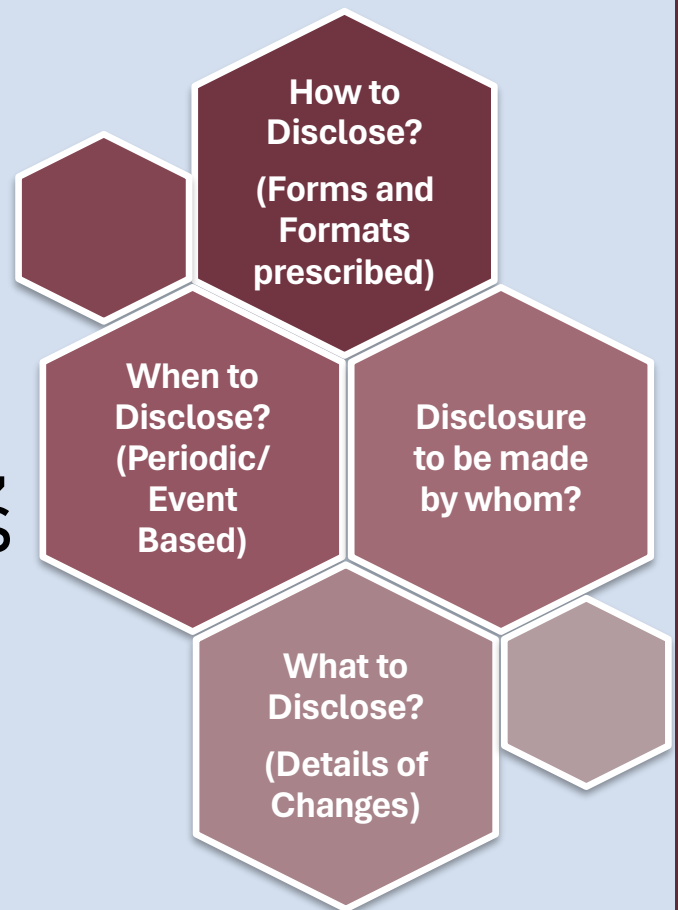 How to
Disclose?
(Forms and
Formats
prescribed)
When to
Disclose?
(Periodic/
Event
Based)
Disclosure
to be made
by whom?
What to
Disclose?
(Details of
Changes)